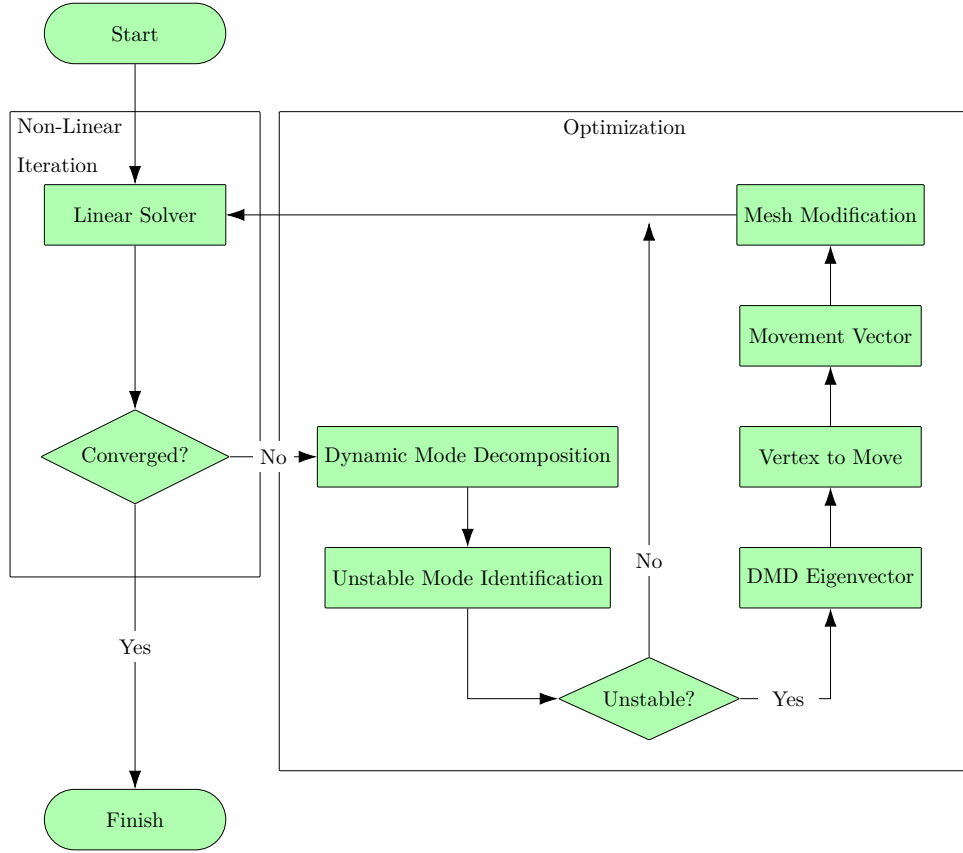 Start
Non-Linear
Iteration
Optimization
Linear Solver
Mesh Modification
Movement Vector
Converged?
No
Dynamic Mode Decomposition
Vertex to Move
Unstable Mode Identification
No
DMD Eigenvector
Yes
Unstable?
Yes
Finish